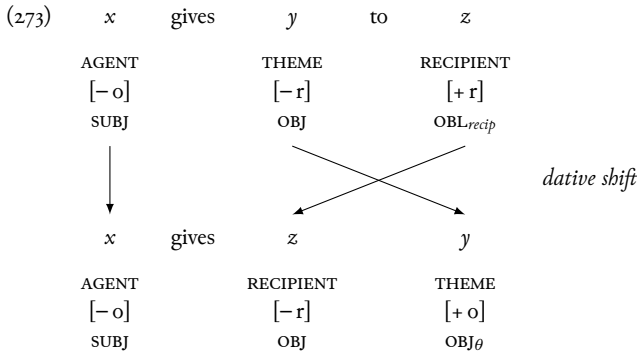 (273) x gives y to z
AGENT THEME RECIPIENT
[− o] [− r] [+ r]
SUBJ OBJ OBLrecip
dative shift
x gives z y
AGENT RECIPIENT THEME
[− o] [− r] [+ o]
SUBJ OBJ OBJθ